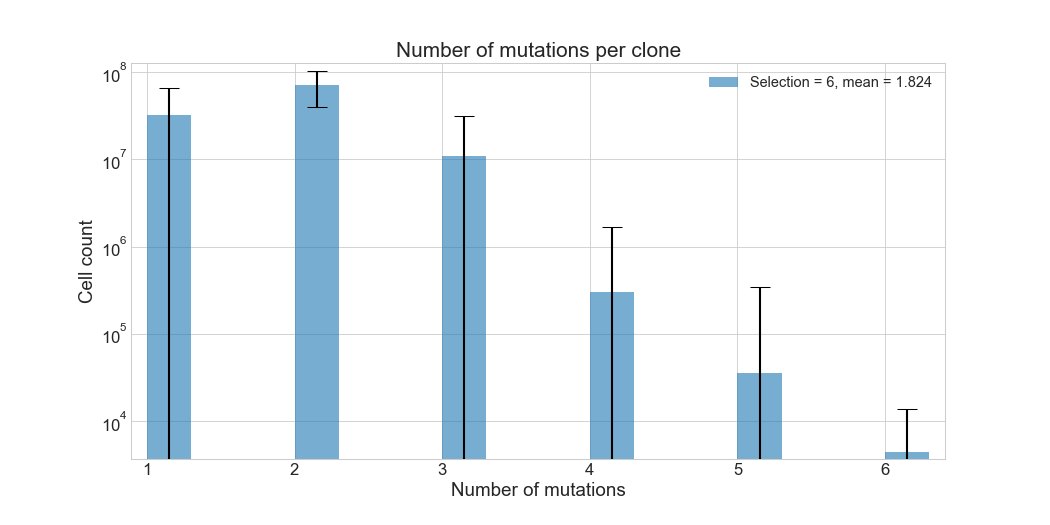 Number of mutations per clone
Selection = 6, mean = 1.824
10^8
10^7
10^6
10^5
10^4
Cell count
1 2 3 4 5 6
Number of mutations